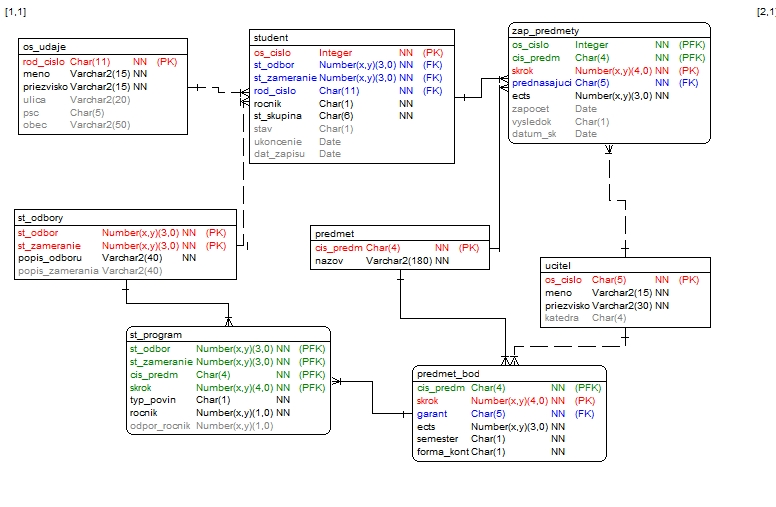 [1,1]
[2,1]
os_udaje
rod_cislo Char(11) NN (PK)
meno Varchar2(15) NN
priezvisko Varchar2(15) NN
ulica Varchar2(20)
psc Char(5)
obec Varchar2(50)
student
os_cislo Integer NN (PK)
st_odbor Number(x,y)(3,0) NN (FK)
st_zameranie Number(x,y)(3,0) NN (FK)
rod_cislo Char(11) NN (FK)
rocnik Char(1) NN
st_skupina Char(6) NN
stav Char(1)
ukoncenie Date
dat_zapisu Date
zap_predmety
os_cislo Integer NN (PFK)
cis_predm Char(4) NN (PFK)
skrok Number(x,y)(4,0) NN (PK)
prednasajuci Char(5) NN (FK)
ects Number(x,y)(3,0) NN
zapocet Date
vysledok Char(1)
datum_sk Date
st_odbory
st_odbor Number(x,y)(3,0) NN (PK)
st_zameranie Number(x,y)(3,0) NN (PK)
popis_odboru Varchar2(40) NN
popis_zamerania Varchar2(40)
predmet
cis_predm Char(4) NN (PK)
nazov Varchar2(180) NN
ucitel
os_cislo Char(5) NN (PK)
meno Varchar2(15) NN
priezvisko Varchar2(30) NN
katedra Char(4)
st_program
st_odbor Number(x,y)(3,0) NN (PFK)
st_zameranie Number(x,y)(3,0) NN (PFK)
cis_predm Char(4) NN (PFK)
skrok Number(x,y)(4,0) NN (PFK)
typ_povin Char(1) NN
rocnik Number(x,y)(1,0) NN
odpor_rocnik Number(x,y)(1,0)
predmet_bod
cis_predm Char(4) NN (PFK)
skrok Number(x,y)(4,0) NN (PK)
garant Char(5) NN (FK)
ects Number(x,y)(3,0) NN
semester Char(1) NN
forma_kont Char(1) NN